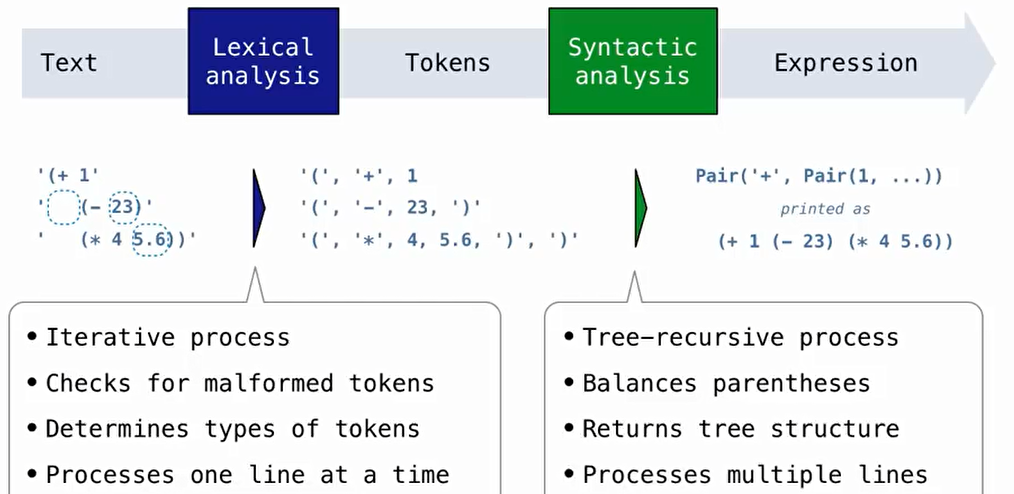 Text
Lexical
analysis
Tokens
Syntactic
analysis
Expression
'(+ 1'
'   (- 23)'
'   (* 4 5.6))'
'(', '+', 1
'(', '-', 23, ')'
'(', '*', 4, 5.6, ')', ')'
Pair('+', Pair(1, ...))
printed as
(+ 1 (- 23) (* 4 5.6))
• Iterative process
• Checks for malformed tokens
• Determines types of tokens
• Processes one line at a time
• Tree-recursive process
• Balances parentheses
• Returns tree structure
• Processes multiple lines